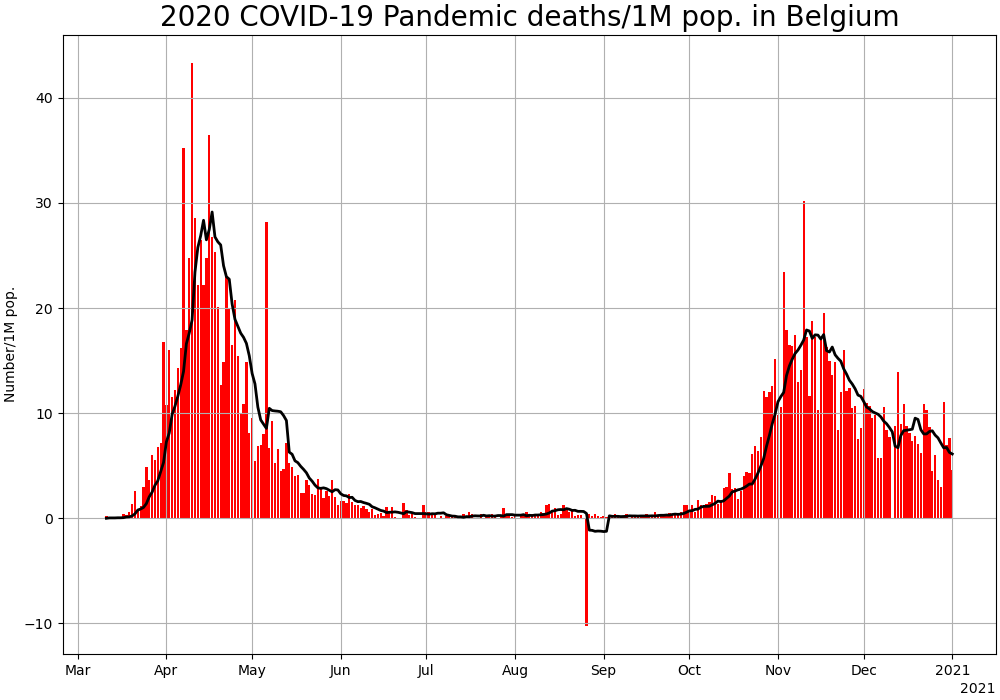 2020 COVID-19 Pandemic deaths/1M pop. in Belgium
Number/1M pop.
40
30
20
10
0
−10
Mar Apr May Jun Jul Aug Sep Oct Nov Dec 2021
2021